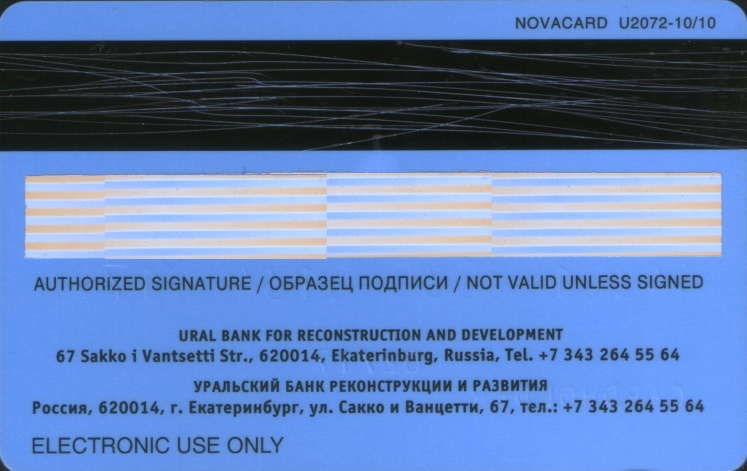 NOVACARD U2072-10/10
AUTHORIZED SIGNATURE / ОБРАЗЕЦ ПОДПИСИ / NOT VALID UNLESS SIGNED
URAL BANK FOR RECONSTRUCTION AND DEVELOPMENT
67 Sakko i Vantsetti Str., 620014, Ekaterinburg, Russia, Tel. +7 343 264 55 64
УРАЛЬСКИЙ БАНК РЕКОНСТРУКЦИИ И РАЗВИТИЯ
Россия, 620014, г. Екатеринбург, ул. Сакко и Ванцетти, 67, тел.: +7 343 264 55 64
ELECTRONIC USE ONLY